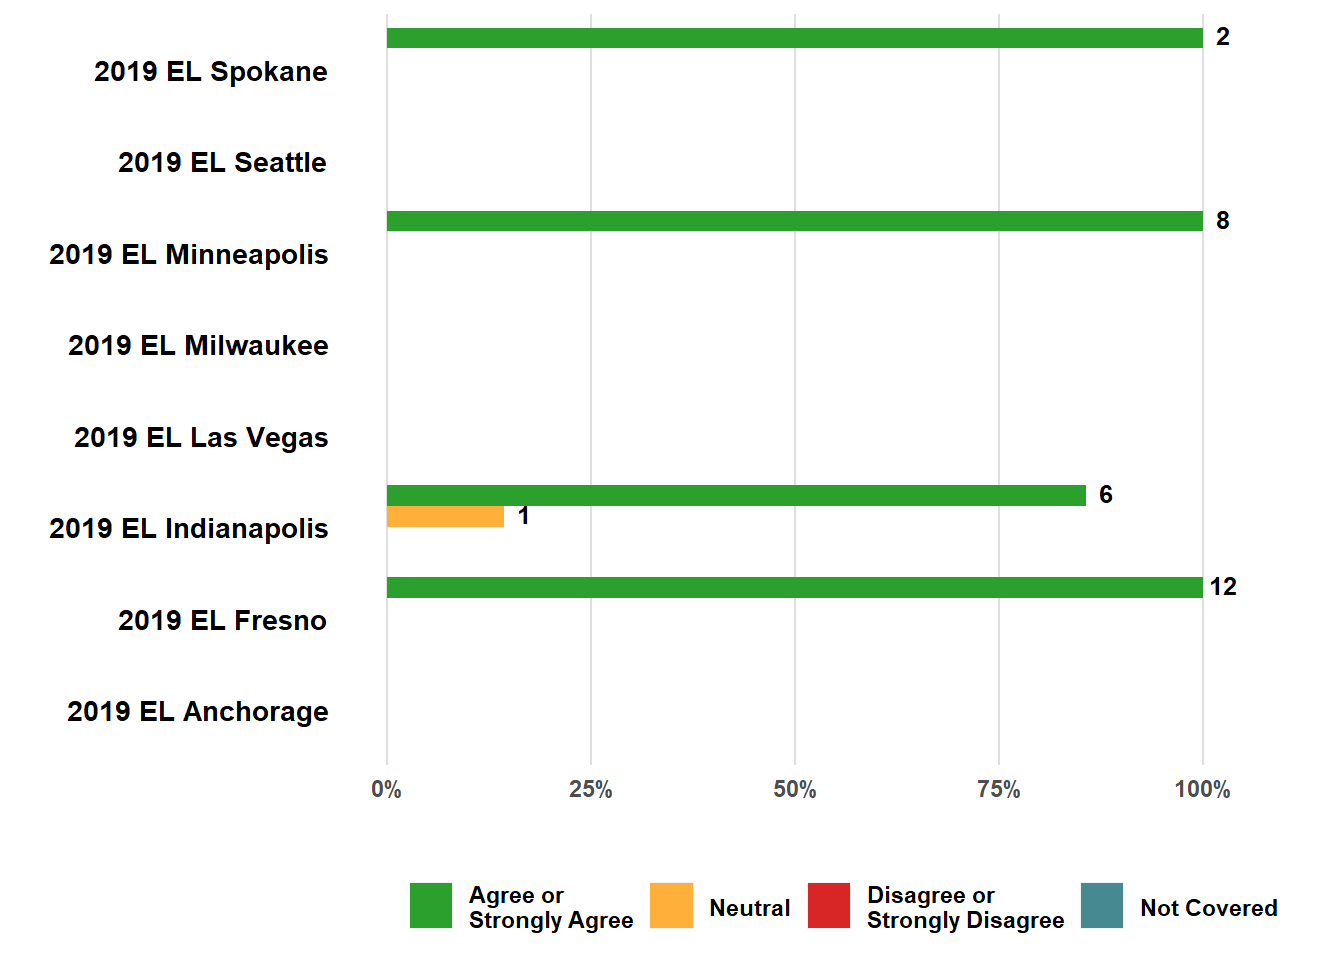 2
2019 EL Spokane
2019 EL Seattle
8
2019 EL Minneapolis
2019 EL Milwaukee
2019 EL Las Vegas
6
1
2019 EL Indianapolis
12
2019 EL Fresno
2019 EL Anchorage
0% 25% 50% 75% 100%
Agree or
Strongly Agree
Neutral
Disagree or
Strongly Disagree
Not Covered